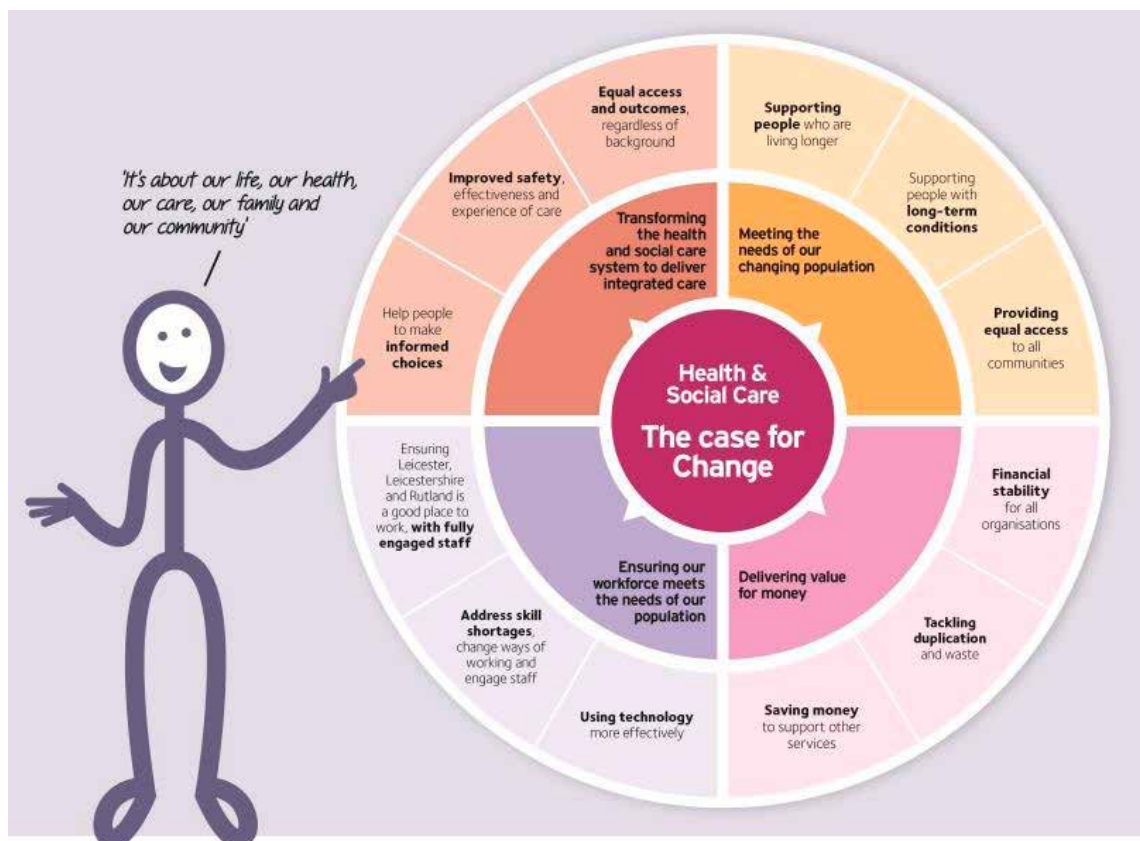 'It's about our life, our health,
our care, our family and
our community'
Equal access
and outcomes,
regardless of
background
Supporting
people who are
living longer
Improved safety,
effectiveness and
experience of care
Supporting
people with
long-term
conditions
Transforming
the health
and social care
system to deliver
integrated care
Meeting the
needs of our
changing population
Help people
to make
informed
choices
Providing
equal access
to all
communities
Health &
Social Care
The case for
Change
Ensuring
Leicester,
Leicestershire
and Rutland is
a good place to
work, with fully
engaged staff
Financial
stability
for all
organisations
Ensuring our
workforce meets
the needs of our
population
Delivering value
for money
Address skill
shortages,
change ways of
working and
engage staff
Tackling
duplication
and waste
Using technology
more effectively
Saving money
to support other
services